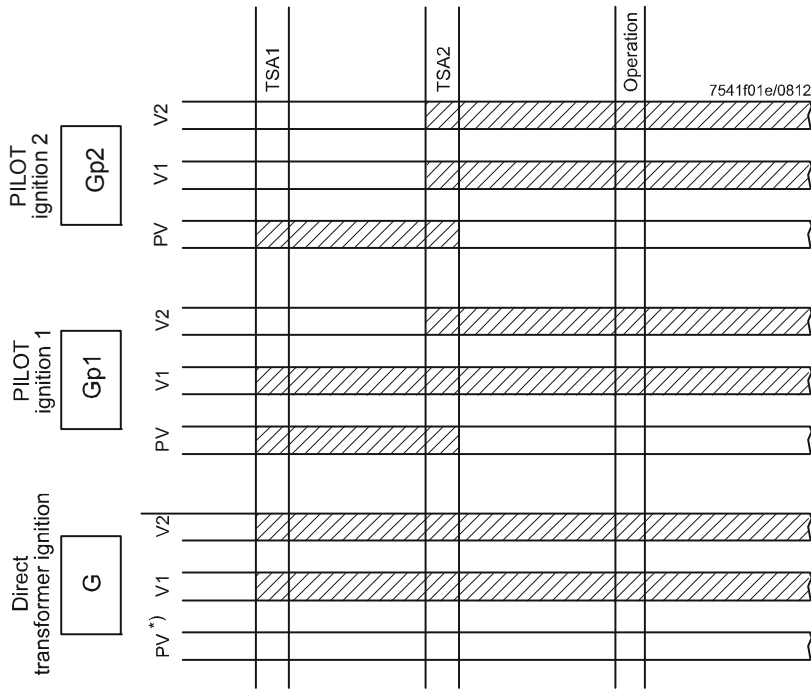 TSA1
TSA2
Operation
7541f01e/0812
PILOT
ignition 2
Gp2
V2
V1
PV
PILOT
ignition 1
Gp1
V2
V1
PV
Direct
transformer ignition
G
V2
V1
PV *)